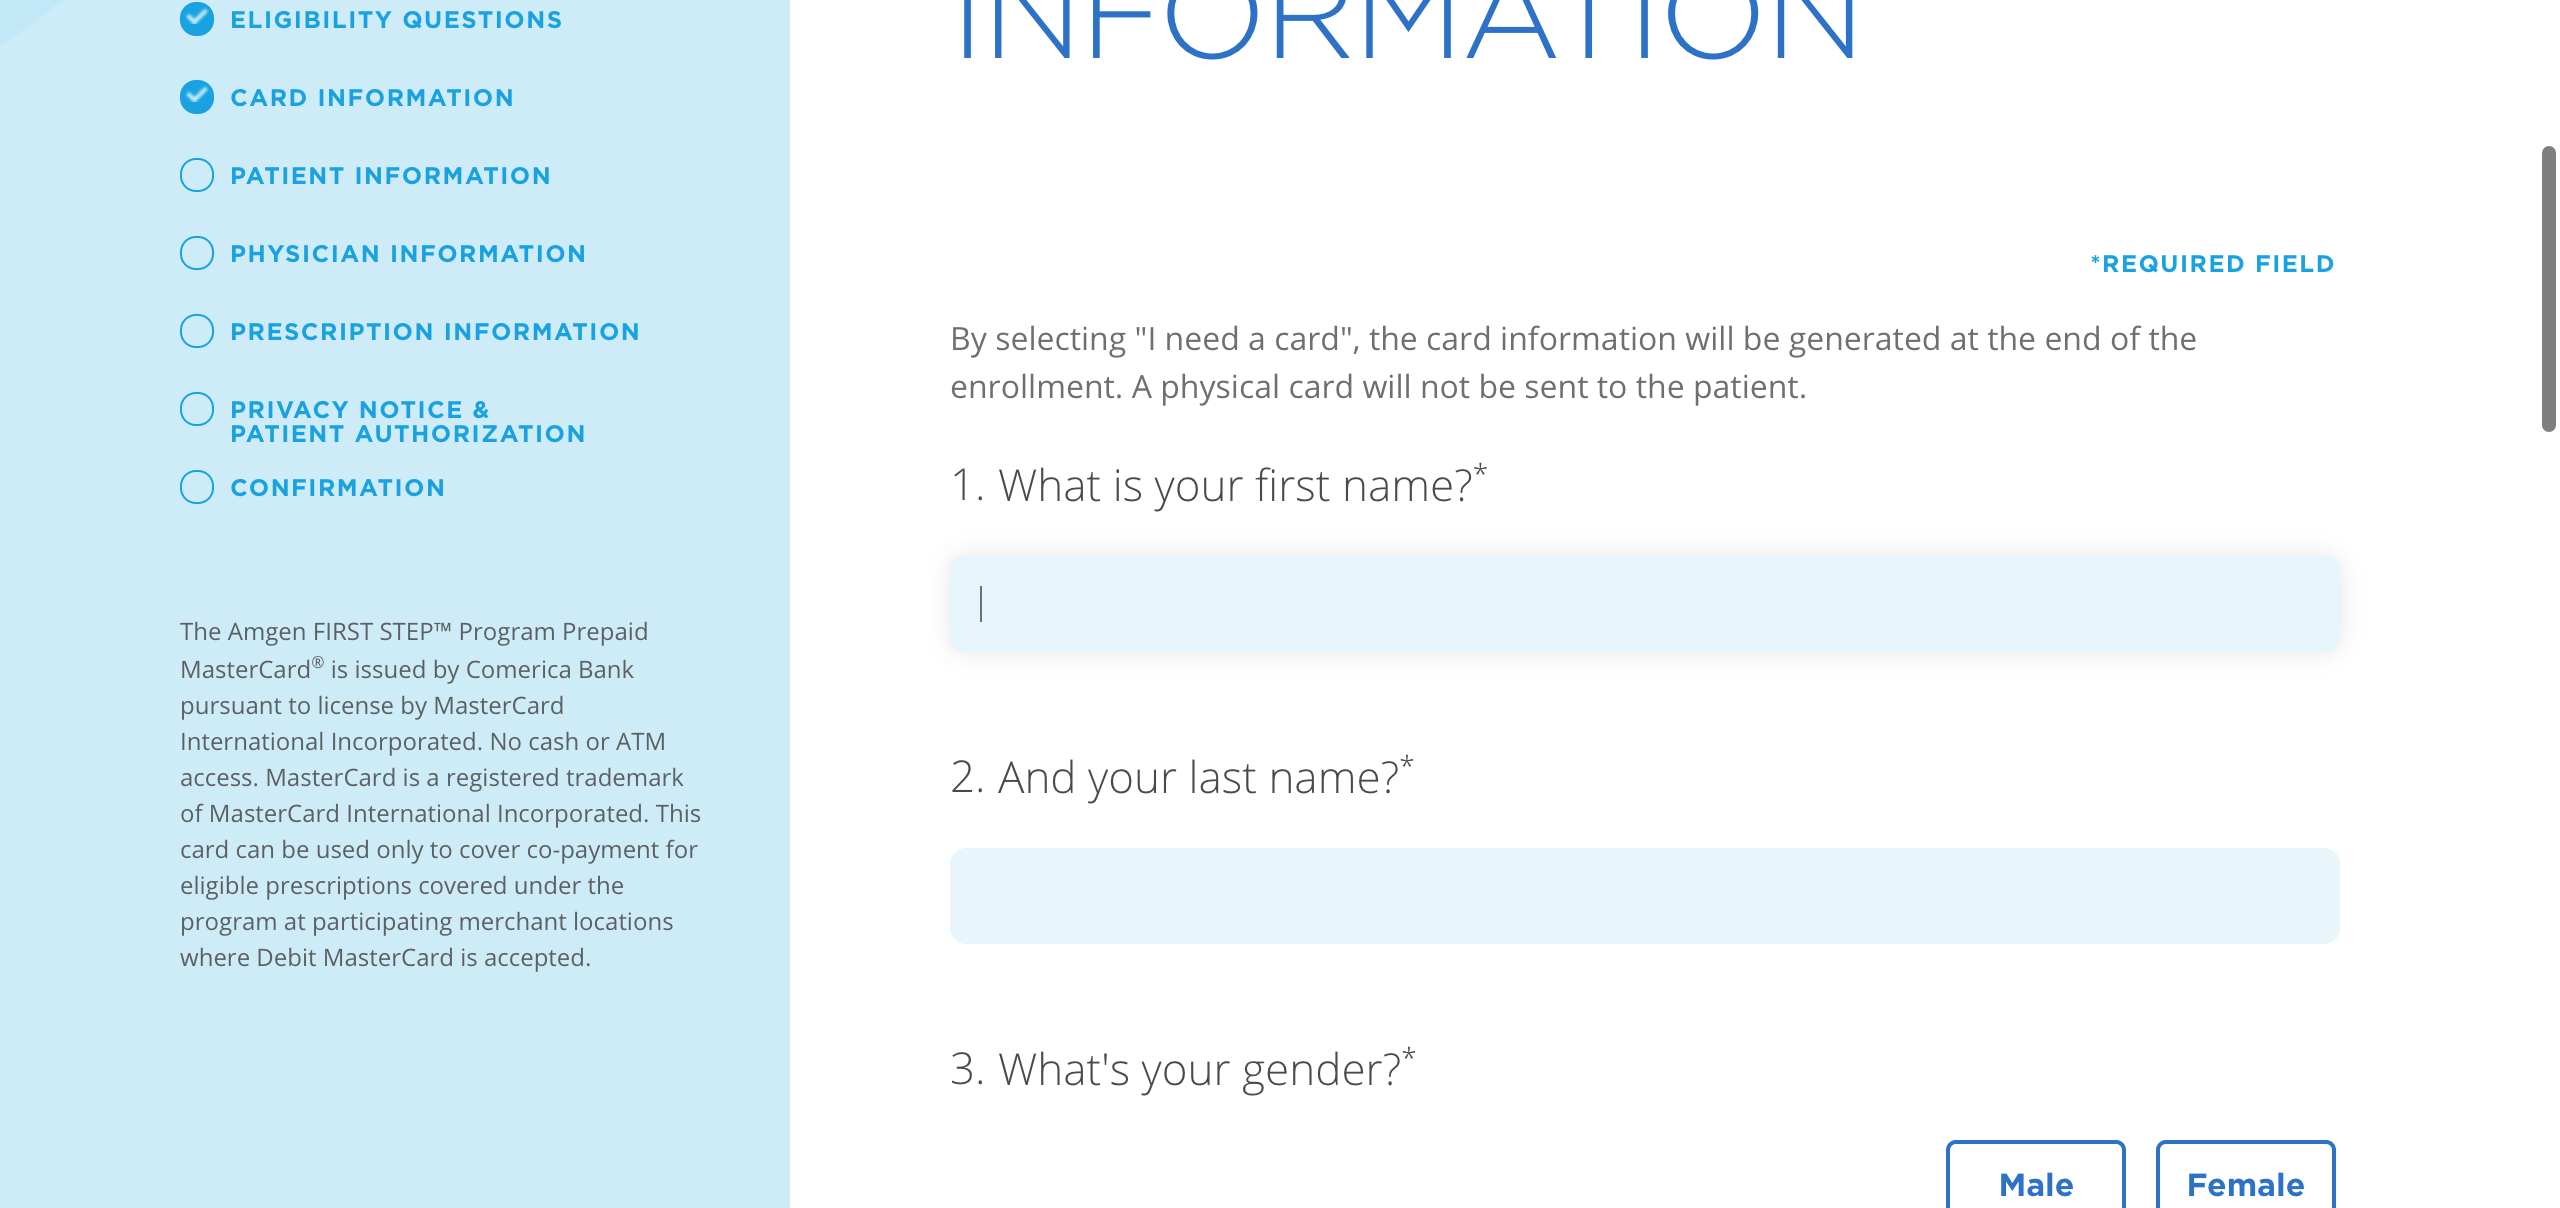 ELIGIBILITY QUESTIONS
CARD INFORMATION
PATIENT INFORMATION
PHYSICIAN INFORMATION
PRESCRIPTION INFORMATION
PRIVACY NOTICE &
PATIENT AUTHORIZATION
CONFIRMATION
The Amgen FIRST STEP™ Program Prepaid
MasterCard® is issued by Comerica Bank
pursuant to license by MasterCard
International Incorporated. No cash or ATM
access. MasterCard is a registered trademark
of MasterCard International Incorporated. This
card can be used only to cover co-payment for
eligible prescriptions covered under the
program at participating merchant locations
where Debit MasterCard is accepted.
INFORMATION
*REQUIRED FIELD
By selecting "I need a card", the card information will be generated at the end of the
enrollment. A physical card will not be sent to the patient.
1. What is your first name?*
2. And your last name?*
3. What's your gender?*
Male
Female